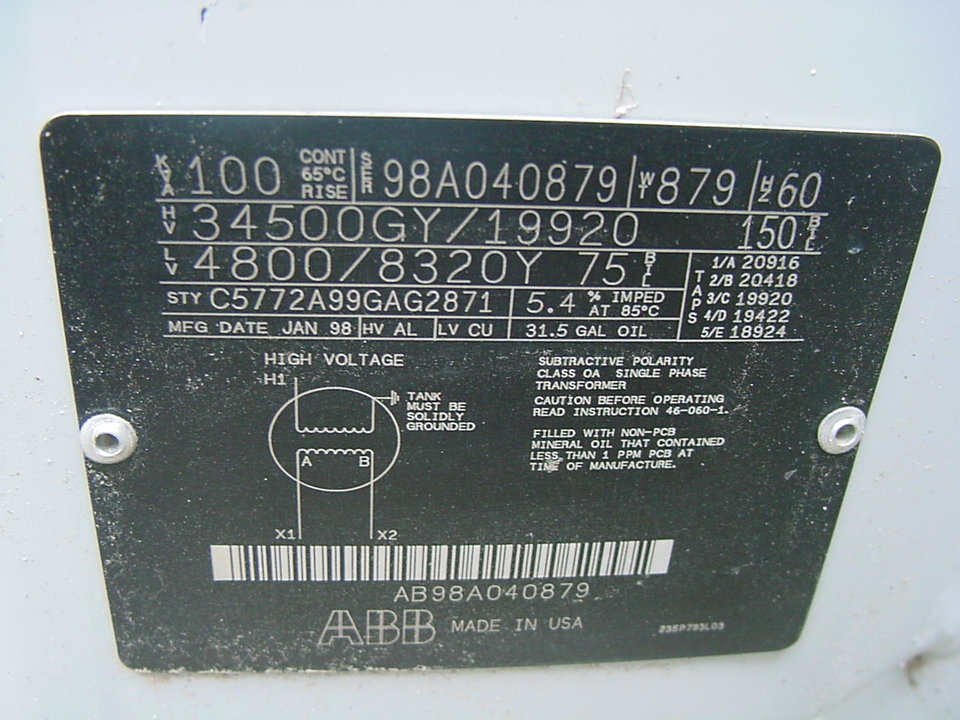 KVA 100 CONT 65°C RISE SER 98A040879 WT 879 HZ 60
HV 34500GY/19920 150 BIL
LV 4800/8320Y 75 BIL
TAPS
1/A 20916
2/B 20418
3/C 19920
4/D 19422
5/E 18924
STY C5772A99GAG2871 5.4 % IMPED AT 85°C
MFG DATE JAN 98 HV AL LV CU 31.5 GAL OIL
HIGH VOLTAGE
H1
TANK
MUST BE
SOLIDLY
GROUNDED
A B
X1 X2
SUBTRACTIVE POLARITY
CLASS OA SINGLE PHASE
TRANSFORMER
CAUTION BEFORE OPERATING
READ INSTRUCTION 46-060-1.
FILLED WITH NON-PCB
MINERAL OIL THAT CONTAINED
LESS THAN 1 PPM PCB AT
TIME OF MANUFACTURE.
AB98A040879
ABB MADE IN USA
235P793L03